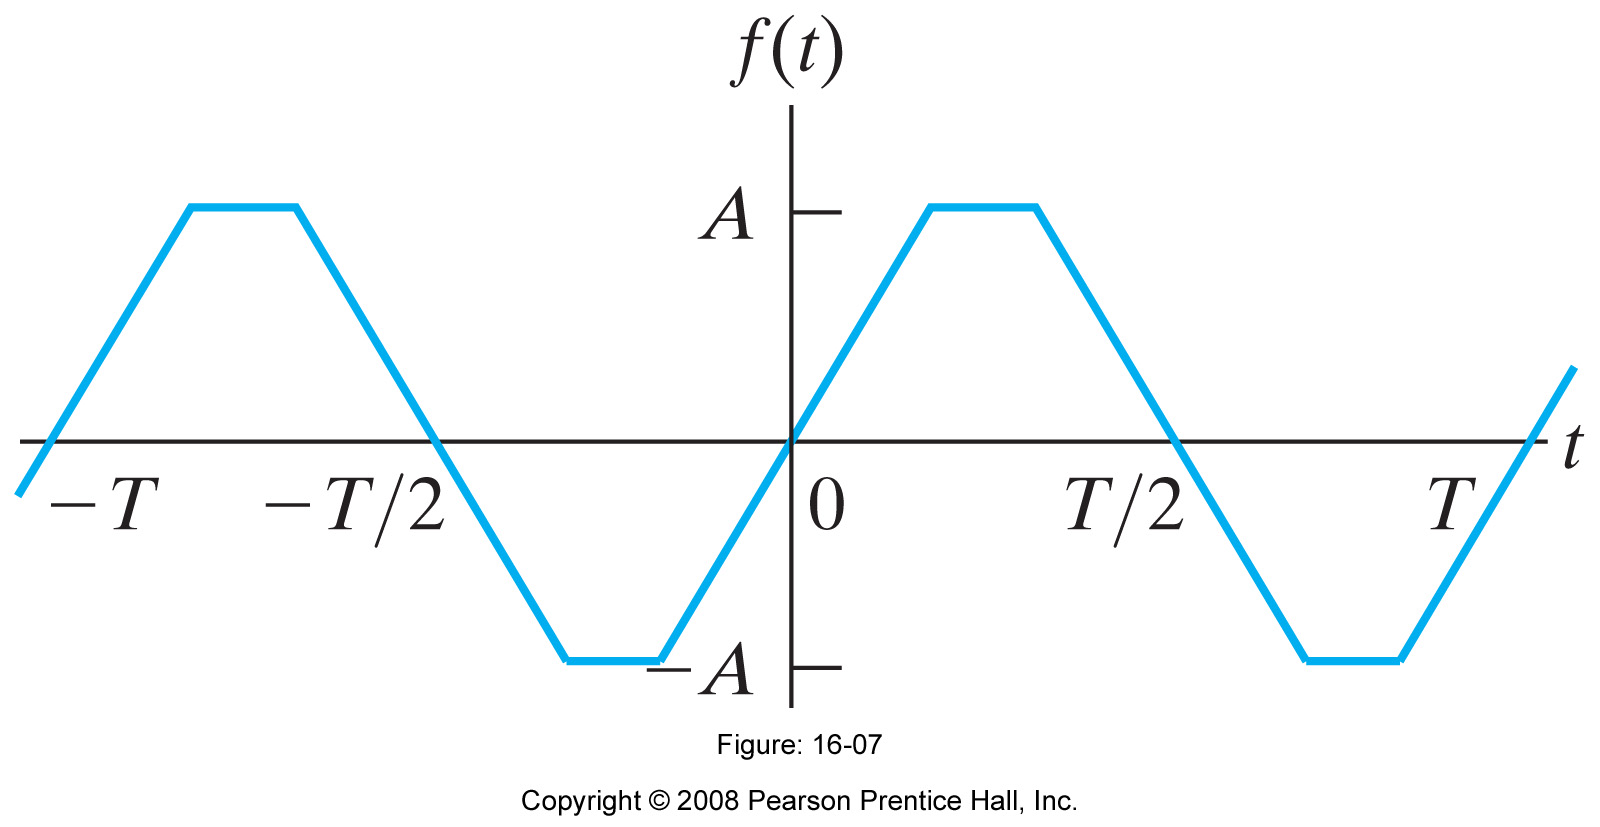 f(t)
A
−T
−T/2
0
T/2
T
t
−A
Figure: 16-07
Copyright © 2008 Pearson Prentice Hall, Inc.